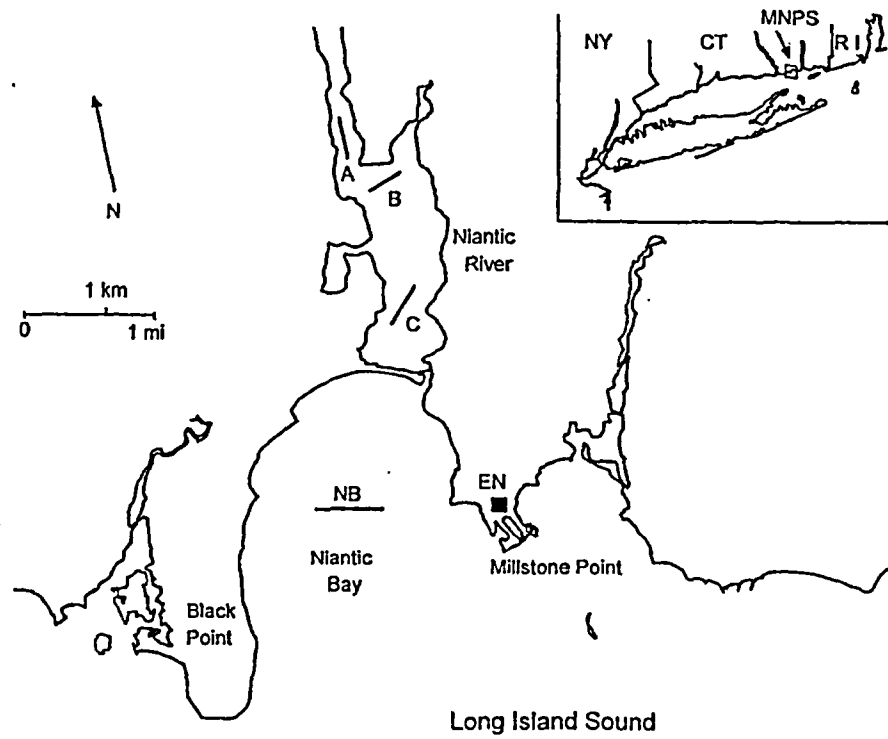 MNPS
NY
CT
R I
A
B
N
Niantic
River
1 km
0
1 mi
C
EN
NB
Niantic
Bay
Millstone Point
Black
Point
Long Island Sound